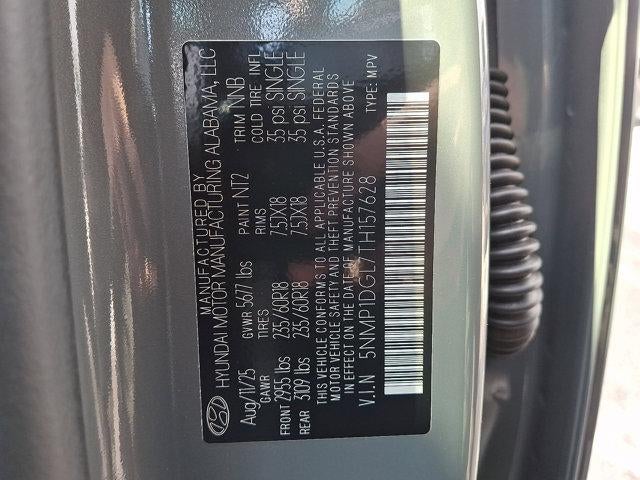 MANUFACTURED BY
HYUNDAI MOTOR MANUFACTURING ALABAMA, LLC
Aug/11/25 GVWR 5677 lbs PAINT NT2 TRIM NNB
GAWR TIRES RIMS COLD TIRE INFL
FRONT 2955 lbs 235/60R18 7.5JX18 35 psi SINGLE
REAR 3109 lbs 235/60R18 7.5JX18 35 psi SINGLE
THIS VEHICLE CONFORMS TO ALL APPLICABLE U.S.A. FEDERAL
MOTOR VEHICLE SAFETY AND THEFT PREVENTION STANDARDS
IN EFFECT ON THE DATE OF MANUFACTURE SHOWN ABOVE
V.I.N 5NMP1DGL7TH157628 TYPE: MPV